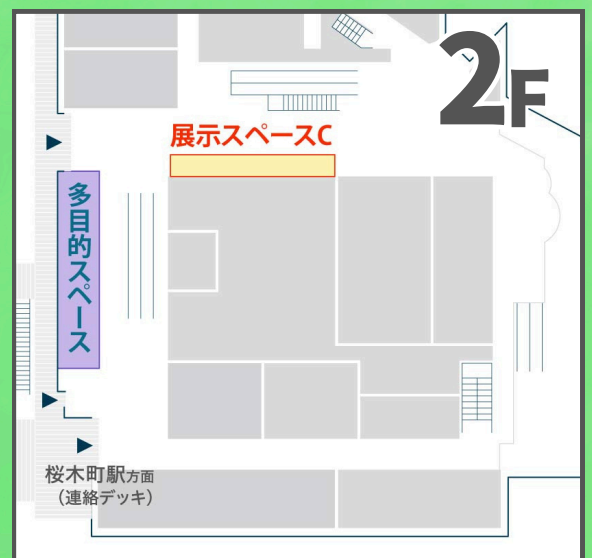 2F
展示スペースC
多目的スペース
桜木町駅方面
（連絡デッキ）